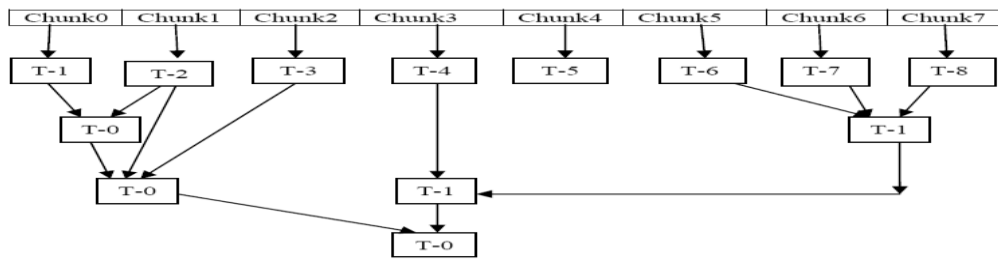 Chunk0 Chunk1 Chunk2 Chunk3 Chunk4 Chunk5 Chunk6 Chunk7
T-1 T-2 T-3 T-4 T-5 T-6 T-7 T-8
T-0 T-1
T-0 T-1
T-0